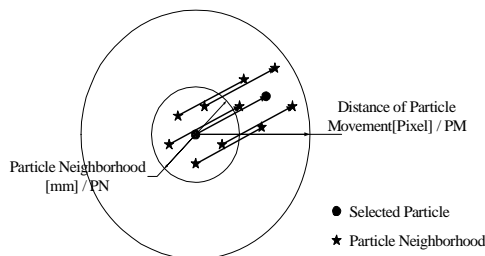 Distance of Particle
Movement[Pixel] / PM
Particle Neighborhood
[mm] / PN
Selected Particle
Particle Neighborhood